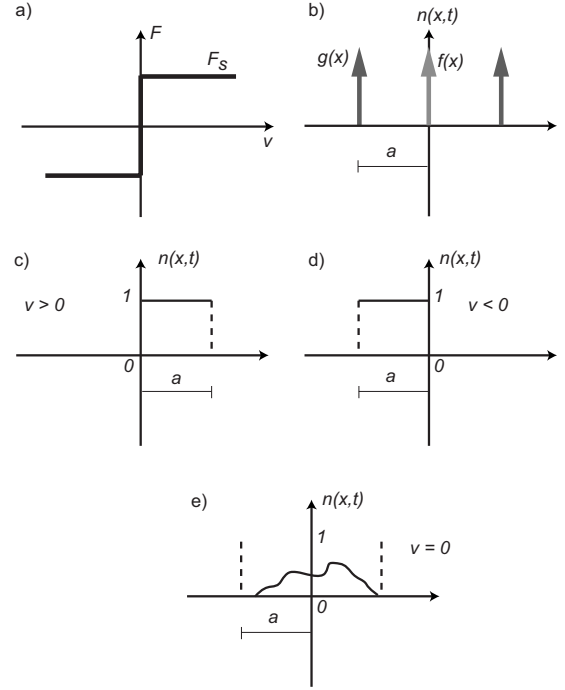 a)
F
F_S
v
b)
n(x,t)
g(x)
f(x)
a
c)
n(x,t)
v > 0
1
0
a
d)
n(x,t)
1
v < 0
0
a
e)
n(x,t)
1
v = 0
0
a